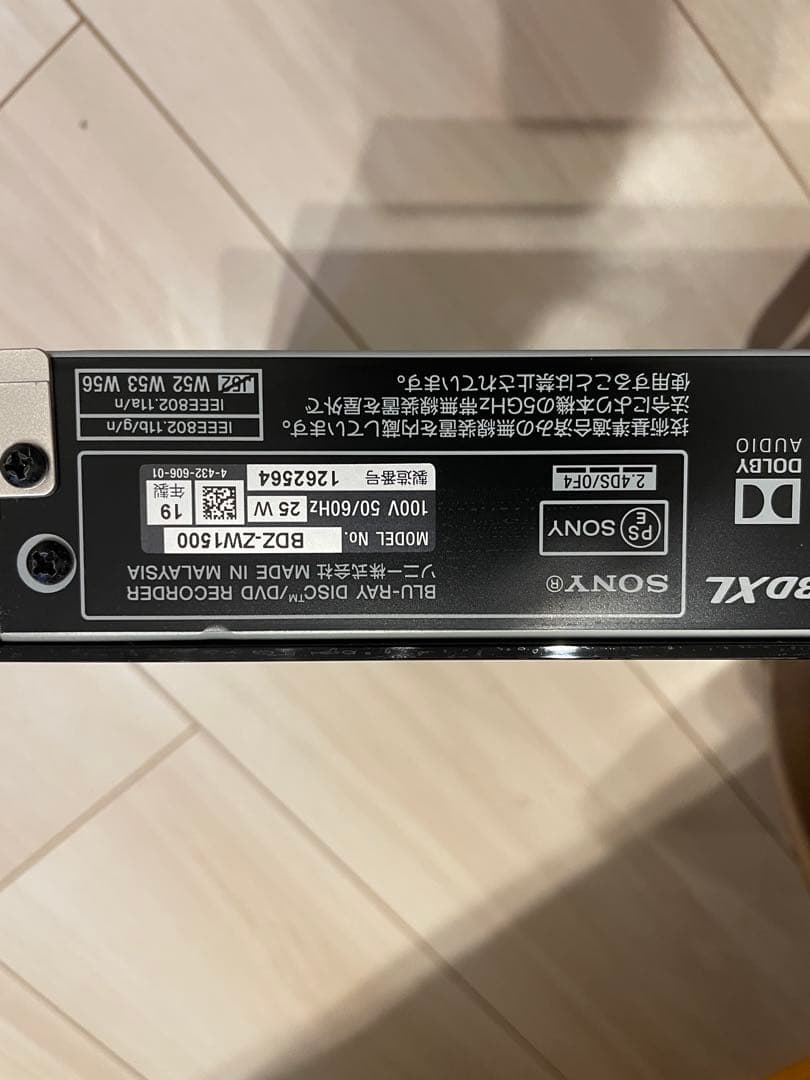 BDXL
DOLBY
AUDIO
SONY®
PS
E
SONY
2.4DS/OF4
BLU-RAY DISC™/DVD RECORDER
ソニー株式会社 MADE IN MALAYSIA
MODEL No. BDZ-ZW1500
100V 50/60Hz 25 W
製造番号 1262564
19
年製
4-432-606-01
技術基準適合済みの無線装置を内蔵しています。
法令により本機の5GHz帯無線装置を屋外で
使用することは禁止されています。
IEEE802.11b/g/n
IEEE802.11a/n
J52 W52 W53 W56